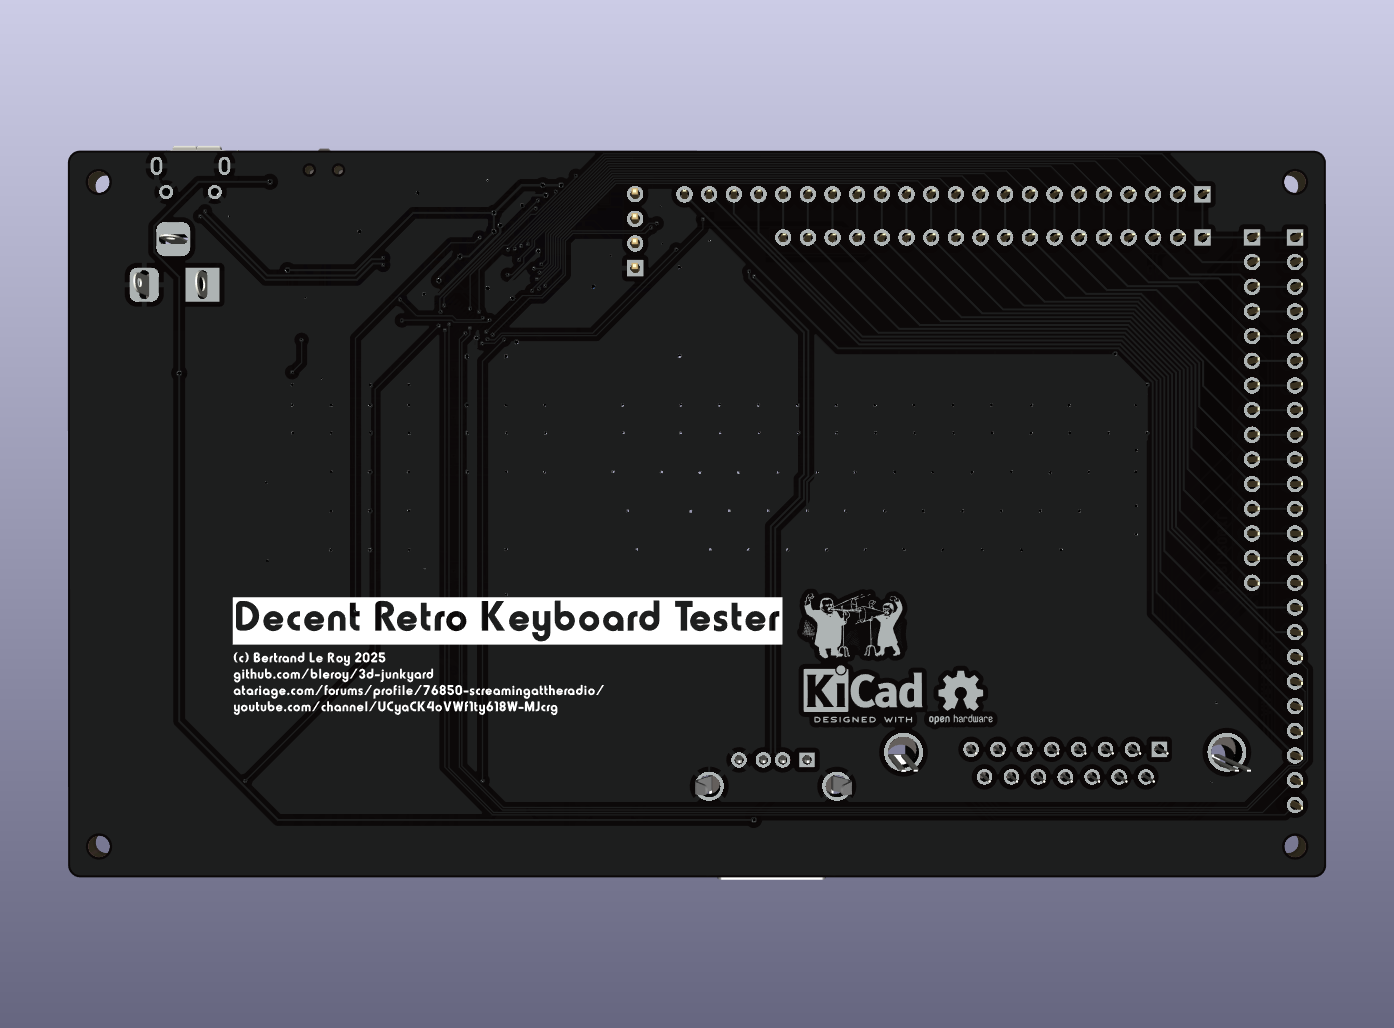 Decent Retro Keyboard Tester
(c) Bertrand Le Roy 2025
github.com/bleroy/3d-junkyard
atariage.com/forums/profile/76850-screamingattheradio/
youtube.com/channel/UCyaCK4oVWf1ty618W-MJcrg
KiCad
DESIGNED WITH
open hardware